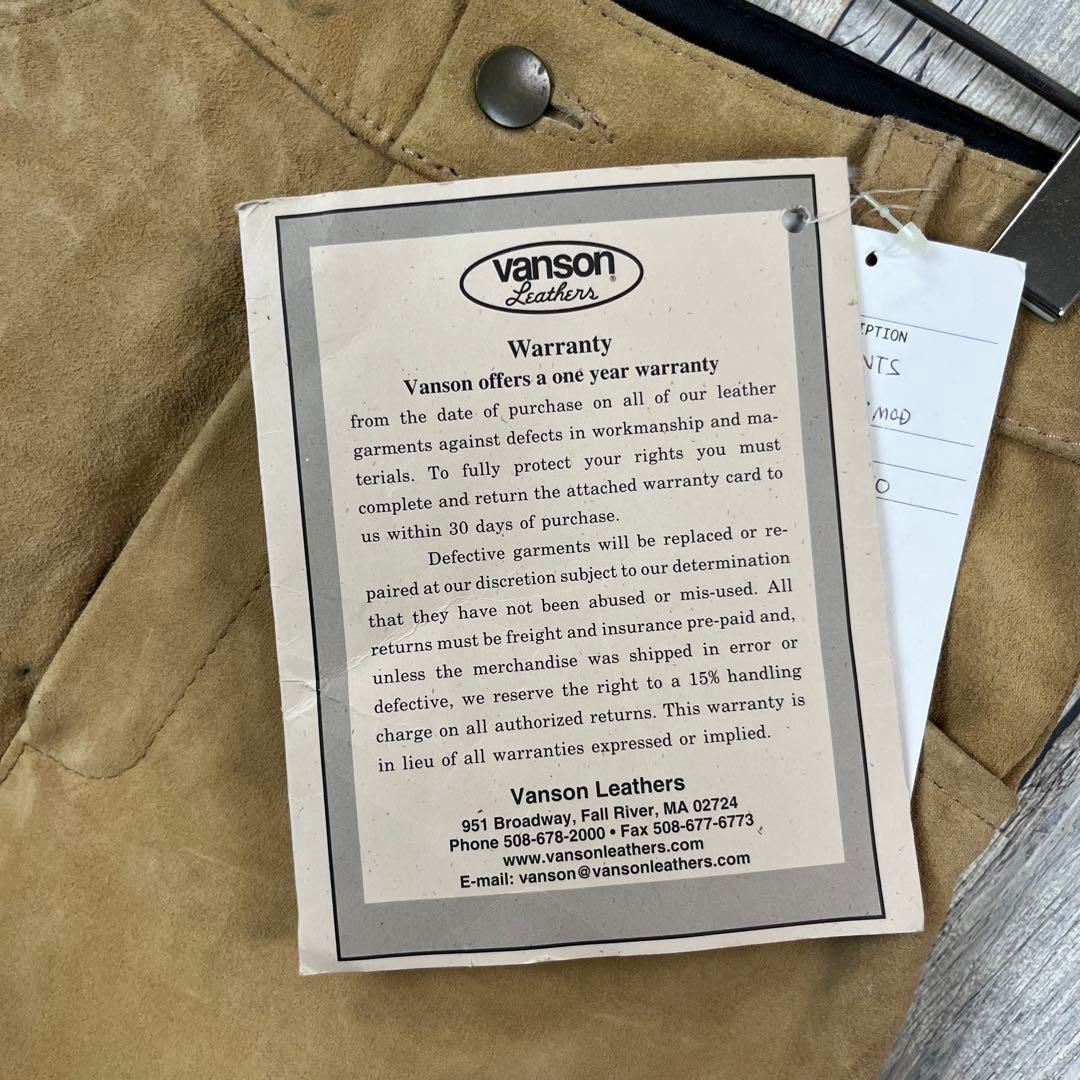 vanson®
Leathers
Warranty
Vanson offers a one year warranty
from the date of purchase on all of our leather
garments against defects in workmanship and ma-
terials. To fully protect your rights you must
complete and return the attached warranty card to
us within 30 days of purchase.
Defective garments will be replaced or re-
paired at our discretion subject to our determination
that they have not been abused or mis-used. All
returns must be freight and insurance pre-paid and,
unless the merchandise was shipped in error or
defective, we reserve the right to a 15% handling
charge on all authorized returns. This warranty is
in lieu of all warranties expressed or implied.
Vanson Leathers
951 Broadway, Fall River, MA 02724
Phone 508-678-2000 • Fax 508-677-6773
www.vansonleathers.com
E-mail: vanson@vansonleathers.com
IPTION
NTS
MOD